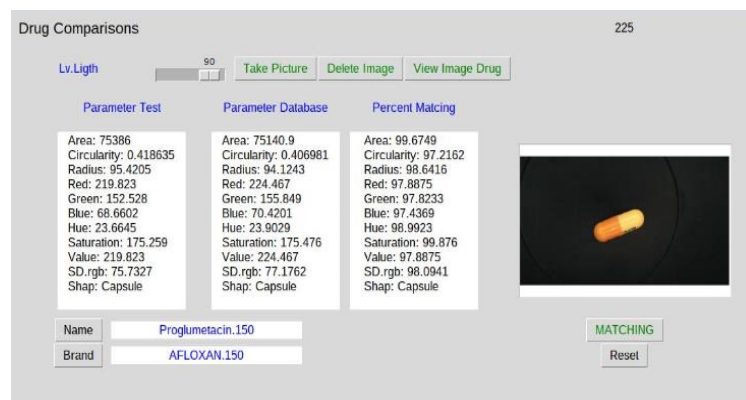 Drug Comparisons
225
Lv.Ligth
90
Take Picture
Delete Image
View Image Drug
Parameter Test
Parameter Database
Percent Matcing
Area: 75386
Circularity: 0.418635
Radius: 95.4205
Red: 219.823
Green: 152.528
Blue: 68.6602
Hue: 23.6645
Saturation: 175.259
Value: 219.823
SD.rgb: 75.7327
Shap: Capsule
Area: 75140.9
Circularity: 0.406981
Radius: 94.1243
Red: 224.467
Green: 155.849
Blue: 70.4201
Hue: 23.9029
Saturation: 175.476
Value: 224.467
SD.rgb: 77.1762
Shap: Capsule
Area: 99.6749
Circularity: 97.2162
Radius: 98.6416
Red: 97.8875
Green: 97.8233
Blue: 97.4369
Hue: 98.9923
Saturation: 99.876
Value: 97.8875
SD.rgb: 98.0941
Shap: Capsule
Name
Proglumetacin.150
MATCHING
Brand
AFLOXAN.150
Reset